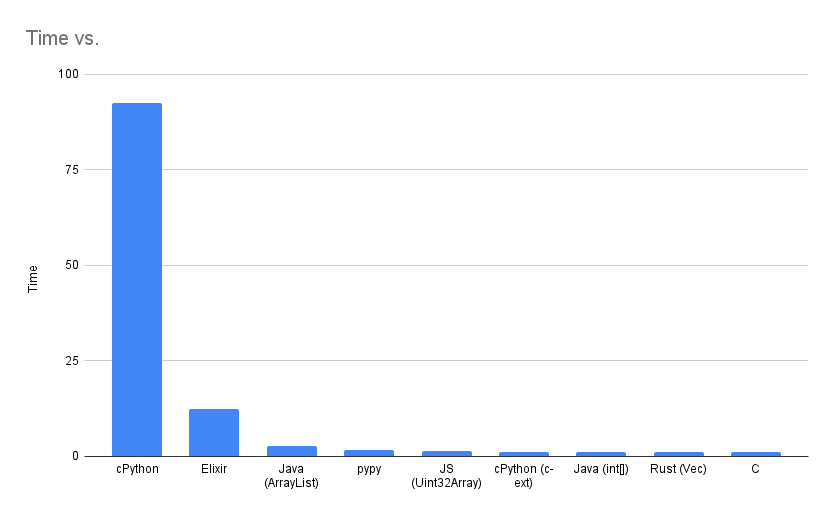 Time vs.
100
75
50
25
0
Time
cPython
Elixir
Java
(ArrayList)
pypy
JS
(Uint32Array)
cPython (c-
ext)
Java (int[])
Rust (Vec)
C